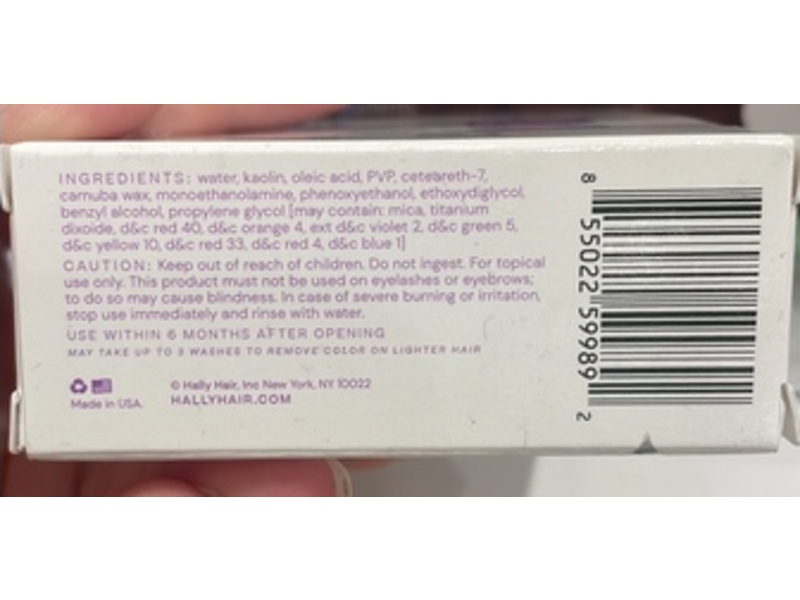 INGREDIENTS: water, kaolin, oleic acid, PVP, ceteareth-7,
carnuba wax, monoethanolamine, phenoxyethanol, ethoxydiglycol,
benzyl alcohol, propylene glycol [may contain: mica, titanium
dixoide, d&c red 40, d&c orange 4, ext d&c violet 2, d&c green 5,
d&c yellow 10, d&c red 33, d&c red 4, d&c blue 1]
CAUTION: Keep out of reach of children. Do not ingest. For topical
use only. This product must not be used on eyelashes or eyebrows;
to do so may cause blindness. In case of severe burning or irritation,
stop use immediately and rinse with water.
USE WITHIN 6 MONTHS AFTER OPENING
MAY TAKE UP TO 3 WASHES TO REMOVE COLOR ON LIGHTER HAIR
Made in USA.
© Hally Hair, Inc New York, NY 10022
HALLYHAIR.COM
8 55022 59989 2